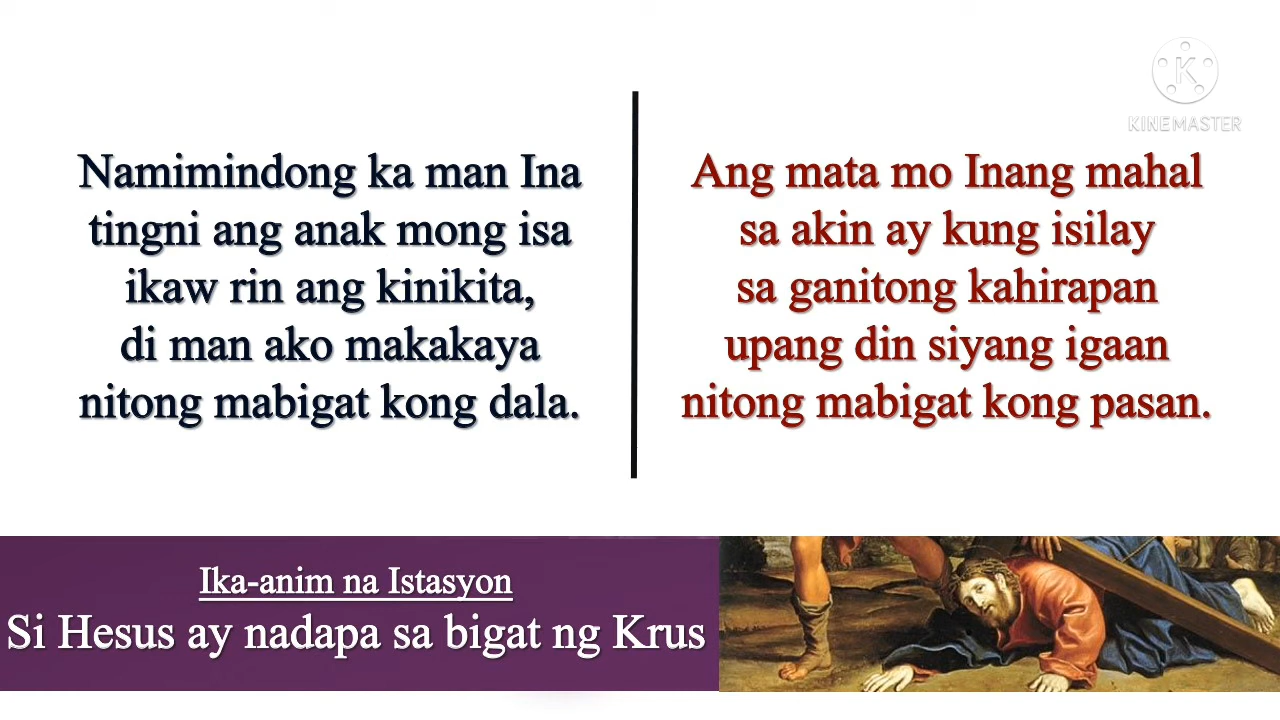 Namimindong ka man Ina
tingni ang anak mong isa
ikaw rin ang kinikita,
di man ako makakaya
nitong mabigat kong dala.
Ang mata mo Inang mahal
sa akin ay kung isilay
sa ganitong kahirapan
upang din siyang igaan
nitong mabigat kong pasan.
K
KINEMASTER
Ika-anim na Istasyon
Si Hesus ay nadapa sa bigat ng Krus